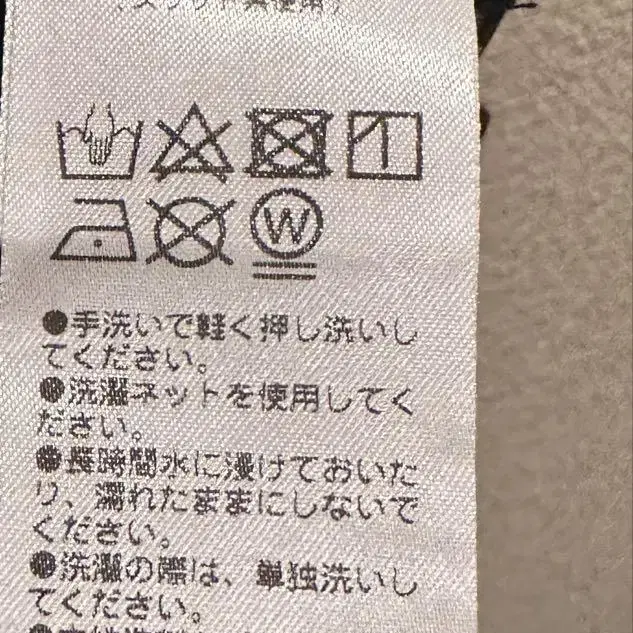 W
●手洗いで軽く押し洗いし
てください。
●洗濯ネットを使用してく
ださい。
●長時間水に浸けておいた
り、濡れたままにしないで
ください。
●洗濯の際は、単独洗いし
てください。